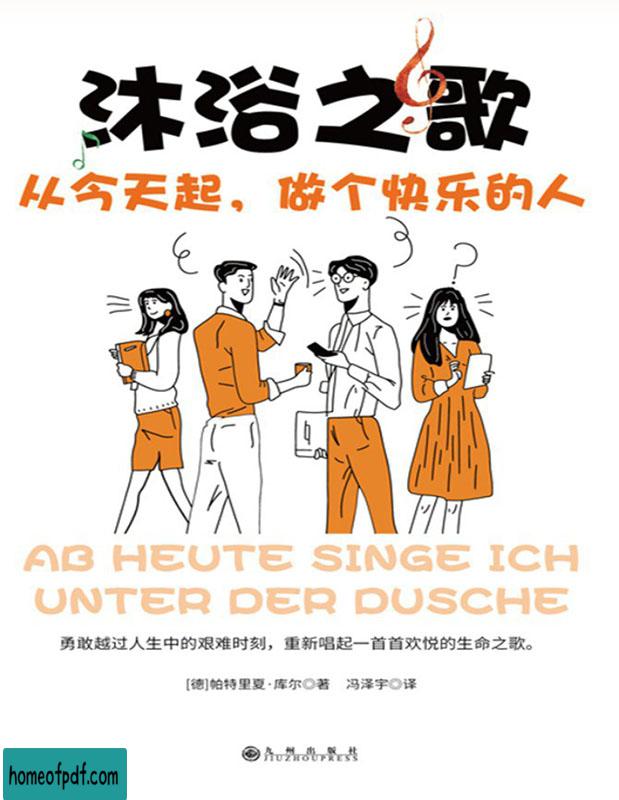 沐浴之歌
从今天起，做个快乐的人
?
AB HEUTE SINGE ICH
UNTER DER DUSCHE
勇敢越过人生中的艰难时刻，重新唱起一首首欢悦的生命之歌。
[德]帕特里夏·库尔◎著 冯泽宇◎译
九州出版社
JIUZHOUPRESS
homeofpdf.com